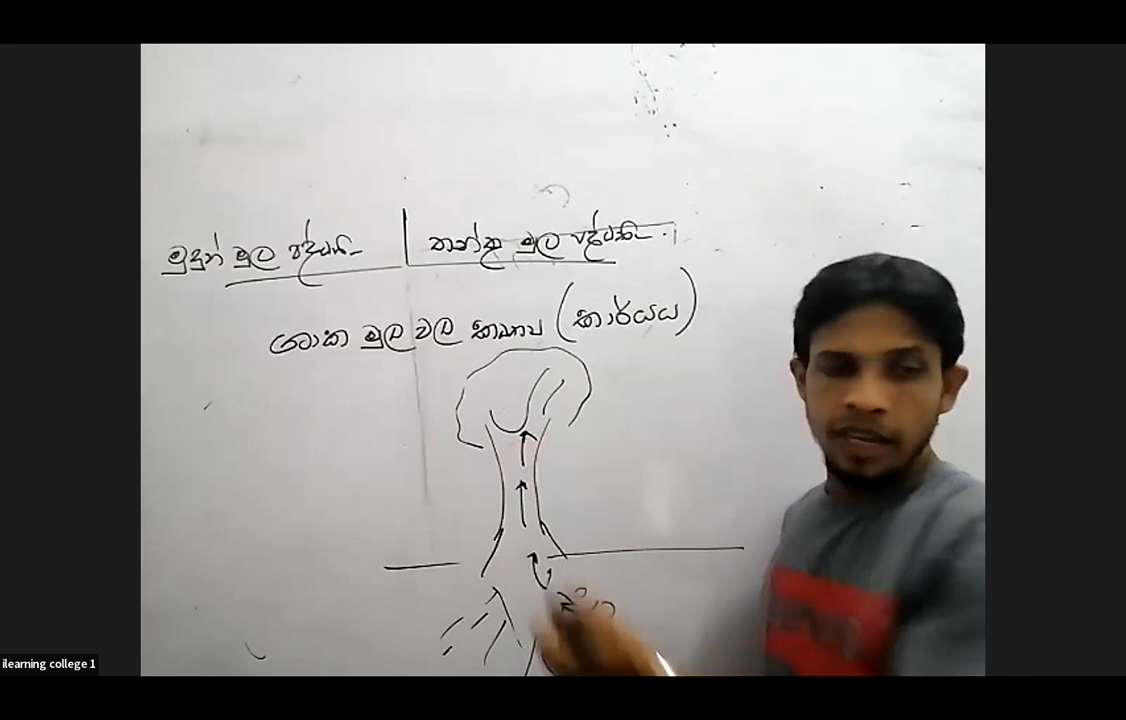 මුදුන් මූල පද්ධති
තන්තු මූල පද්ධති
ශාක මුල් වල කෘත්‍ය (කාර්යය)
ilearning college 1